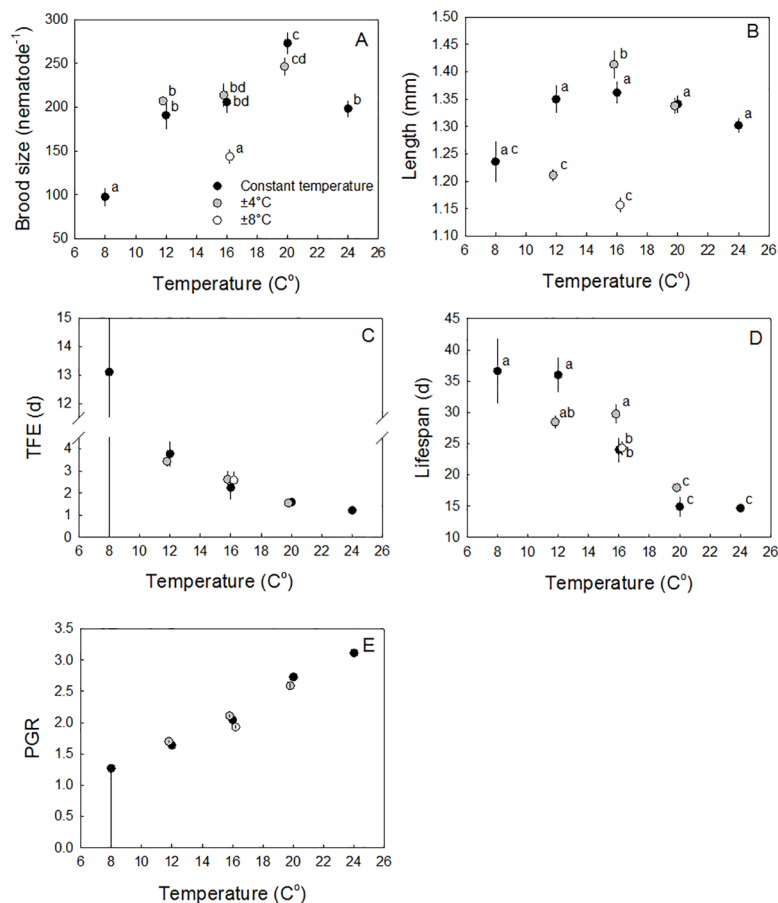 A
Brood size (nematode⁻¹)
300
250
200
150
100
50
a
b
b
bd
bd
a
c
cd
b
Constant temperature
±4°C
±8°C
6 8 10 12 14 16 18 20 22 24 26
Temperature (Cº)
B
Length (mm)
1.50
1.45
1.40
1.35
1.30
1.25
1.20
1.15
1.10
a c
a
c
b
a
c
a
a
6 8 10 12 14 16 18 20 22 24 26
Temperature (Cº)
C
TFE (d)
15
14
13
12
4
3
2
1
0
6 8 10 12 14 16 18 20 22 24 26
Temperature (Cº)
D
Lifespan (d)
45
40
35
30
25
20
15
10
a
a
ab
a
b
b
c
c
c
6 8 10 12 14 16 18 20 22 24 26
Temperature (Cº)
E
PGR
3.5
3.0
2.5
2.0
1.5
1.0
0.5
0.0
6 8 10 12 14 16 18 20 22 24 26
Temperature (Cº)